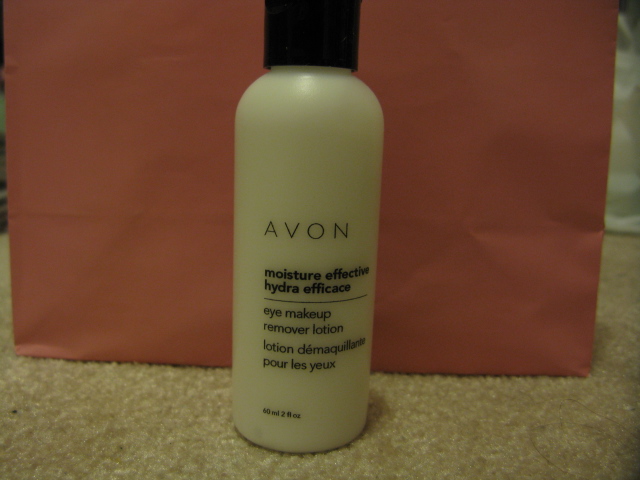 AVON
moisture effective
hydra efficace
eye makeup
remover lotion
lotion démaquillante
pour les yeux
60 ml 2 fl oz